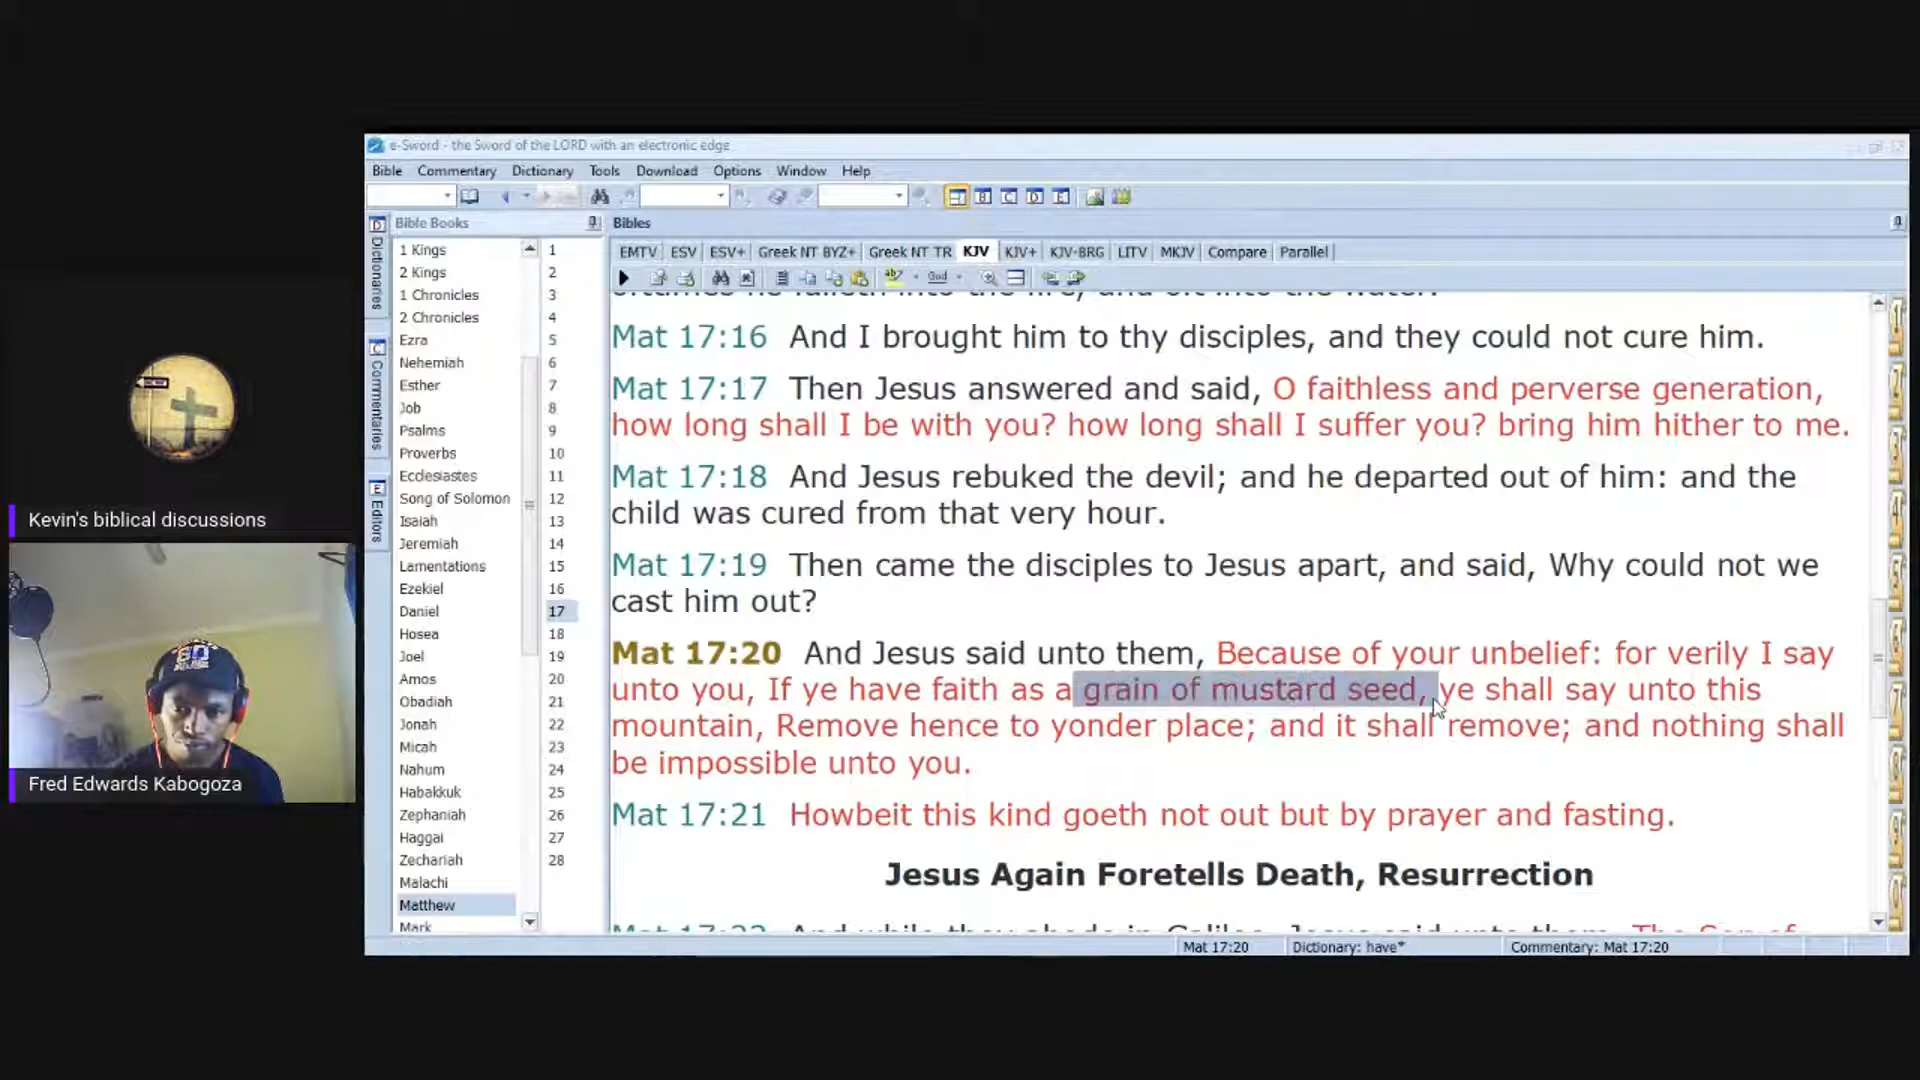 e-Sword - the Sword of the LORD with an electronic edge
Bible Commentary Dictionary Tools Download Options Window Help
Bible Books
Bibles
Dictionaries
Commentaries
Editors
EMTV ESV ESV+ Greek NT BYZ+ Greek NT TR KJV KJV+ KJV-BRG LITV MKJV Compare Parallel
1 Kings
2 Kings
1 Chronicles
2 Chronicles
Ezra
Nehemiah
Esther
Job
Psalms
Proverbs
Ecclesiastes
Song of Solomon
Isaiah
Jeremiah
Lamentations
Ezekiel
Daniel
Hosea
Joel
Amos
Obadiah
Jonah
Micah
Nahum
Habakkuk
Zephaniah
Haggai
Zechariah
Malachi
Matthew
Mark
1
2
3
4
5
6
7
8
9
10
11
12
13
14
15
16
17
18
19
20
21
22
23
24
25
26
27
28
Mat 17:16 And I brought him to thy disciples, and they could not cure him.
Mat 17:17 Then Jesus answered and said, O faithless and perverse generation,
how long shall I be with you? how long shall I suffer you? bring him hither to me.
Mat 17:18 And Jesus rebuked the devil; and he departed out of him: and the
child was cured from that very hour.
Mat 17:19 Then came the disciples to Jesus apart, and said, Why could not we
cast him out?
Mat 17:20 And Jesus said unto them, Because of your unbelief: for verily I say
unto you, If ye have faith as a grain of mustard seed, ye shall say unto this
mountain, Remove hence to yonder place; and it shall remove; and nothing shall
be impossible unto you.
Mat 17:21 Howbeit this kind goeth not out but by prayer and fasting.
Jesus Again Foretells Death, Resurrection
Mat 17:20 Dictionary: have* Commentary: Mat 17:20
Kevin's biblical discussions
Fred Edwards Kabogoza